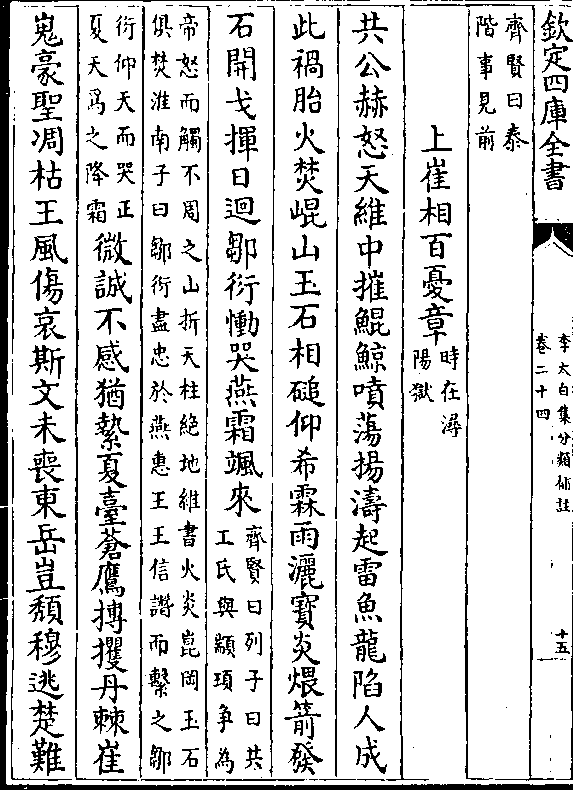 欽定四庫全書
李太白集分類補註
卷二十四
十五
齊賢曰泰
階事見前
上崔相百憂章
時在潯
陽獄
共公赫怒天維中摧鯤鯨噴蕩揚濤起雷魚龍陷人成
此禍胎火焚崐山玉石相磓仰希霖雨灑寶炎煨箭發
石開戈揮日迴鄒衍慟哭燕霜颯來
齊賢曰列子曰共
工氏與顓頊爭為
帝怒而觸不周之山折天柱絶地維書火炎崑岡玉石
俱焚淮南子曰鄒衍盡忠於燕惠王王信譖而繫之鄒
衍仰天而哭正
夏天為之降霜
微誠不感猶縶夏臺蒼鷹搏攫丹棘崔
嵬豪聖凋枯王風傷哀斯文未喪東岳豈頽穆逃楚難